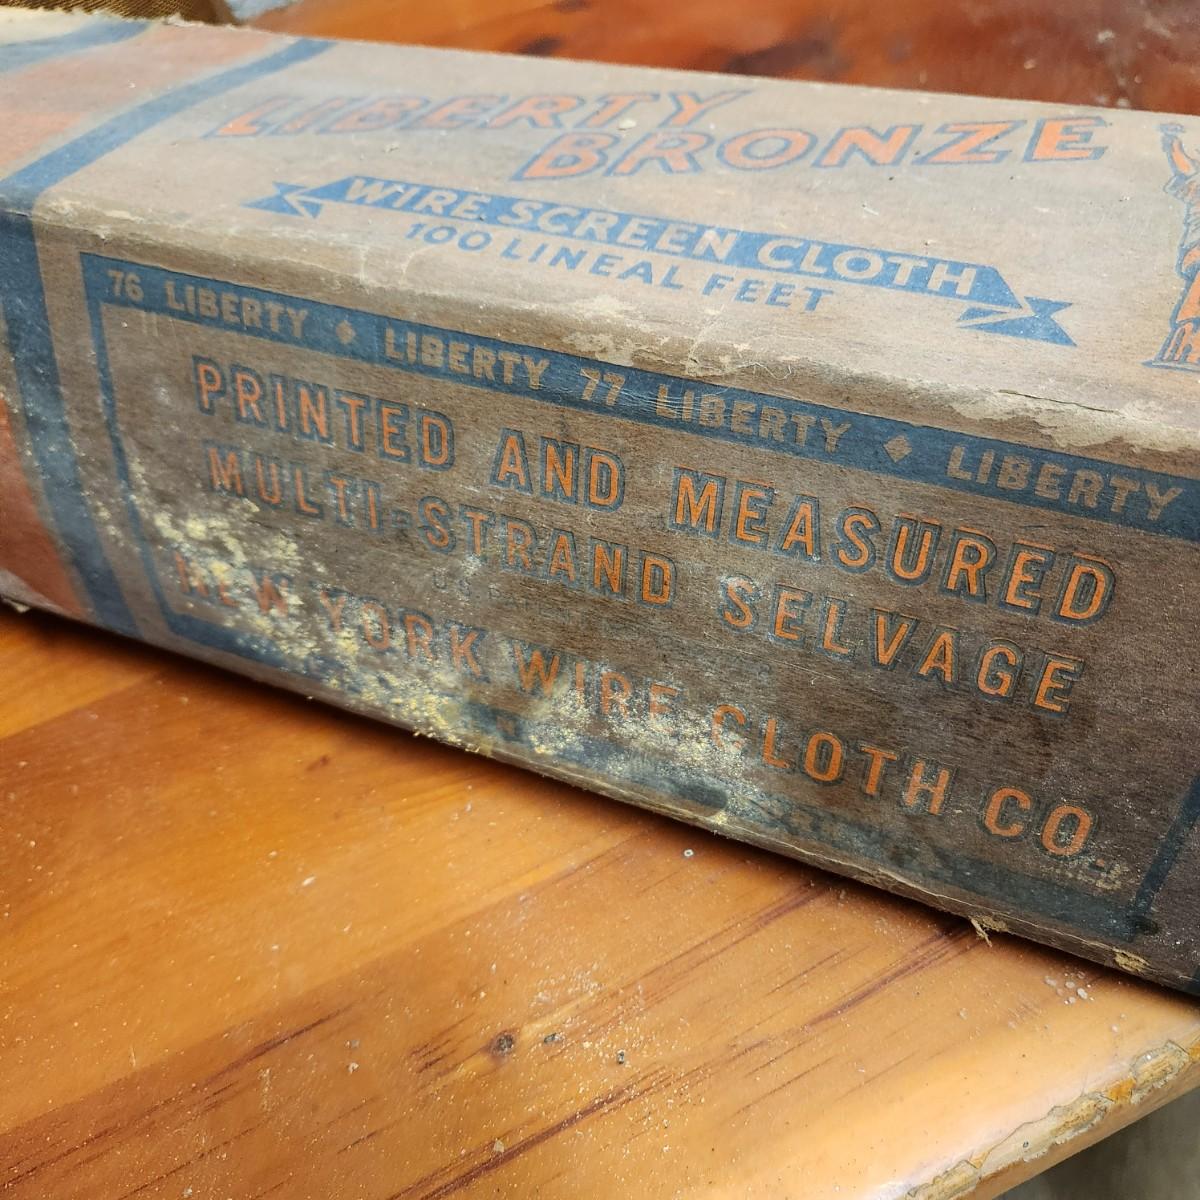 LIBERTY
BRONZE
WIRE SCREEN CLOTH
100 LINEAL FEET
76 LIBERTY ♦ LIBERTY 77 LIBERTY ♦ LIBERTY
PRINTED AND MEASURED
MULTI-STRAND SELVAGE
NEW YORK WIRE CLOTH CO.